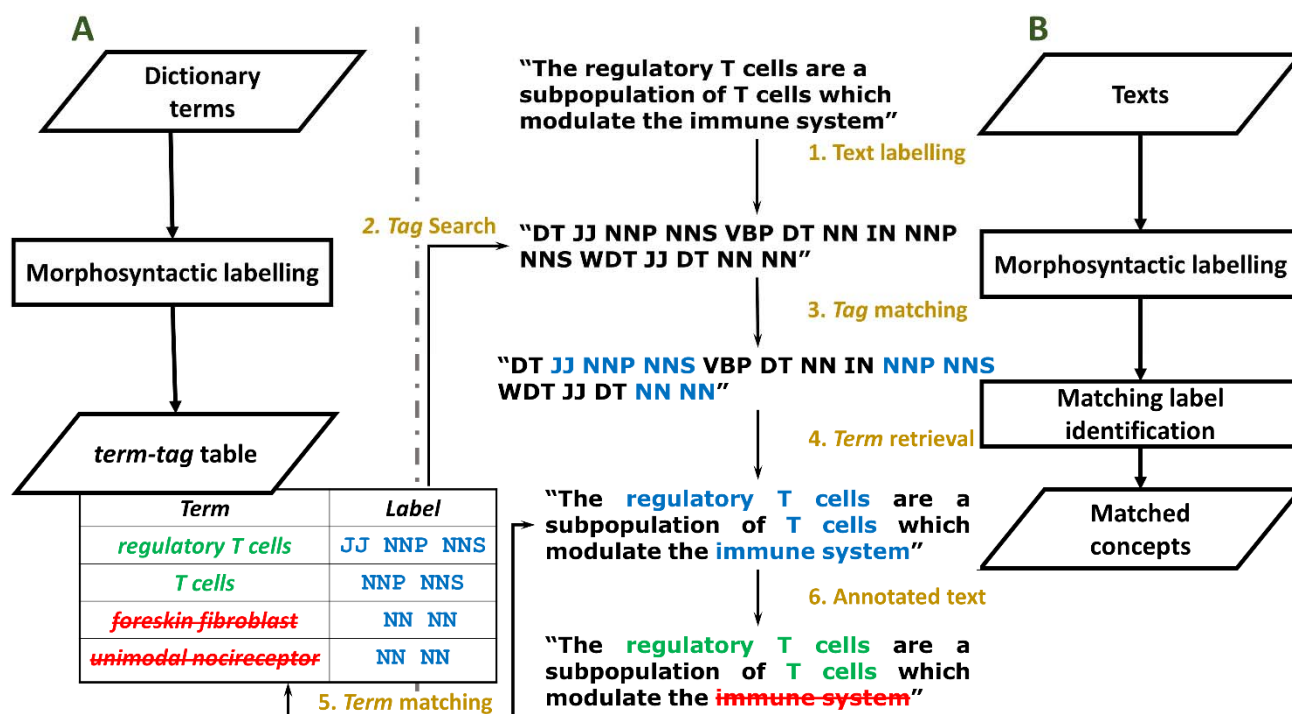 A
Dictionary
terms
Morphosyntactic labelling
term-tag table
Term Label
regulatory T cells JJ NNP NNS
T cells NNP NNS
foreskin fibroblast NN NN
unimodal nocireceptor NN NN
“The regulatory T cells are a
subpopulation of T cells which
modulate the immune system”
1. Text labelling
2. Tag Search
“DT JJ NNP NNS VBP DT NN IN NNP
NNS WDT JJ DT NN NN”
3. Tag matching
“DT JJ NNP NNS VBP DT NN IN NNP NNS
WDT JJ DT NN NN”
4. Term retrieval
“The regulatory T cells are a
subpopulation of T cells which
modulate the immune system”
5. Term matching
6. Annotated text
“The regulatory T cells are a
subpopulation of T cells which
modulate the immune system”
B
Texts
Morphosyntactic labelling
Matching label
identification
Matched
concepts